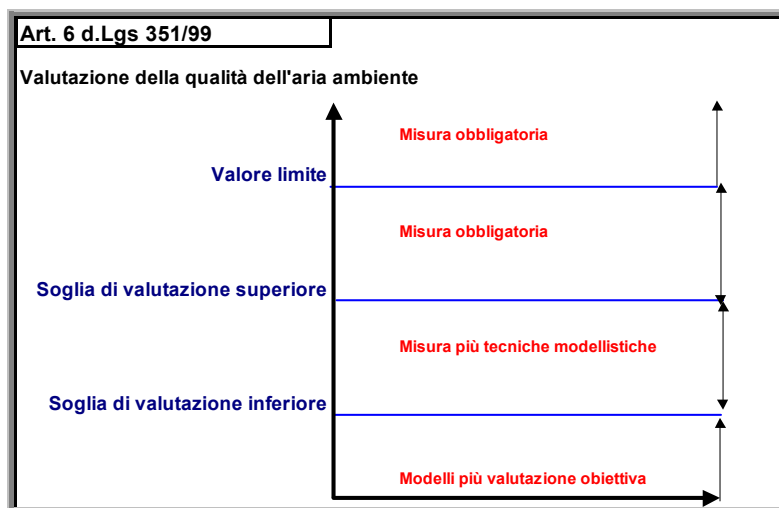 Art. 6 d.Lgs 351/99
Valutazione della qualità dell'aria ambiente
Misura obbligatoria
Valore limite
Misura obbligatoria
Soglia di valutazione superiore
Misura più tecniche modellistiche
Soglia di valutazione inferiore
Modelli più valutazione obiettiva